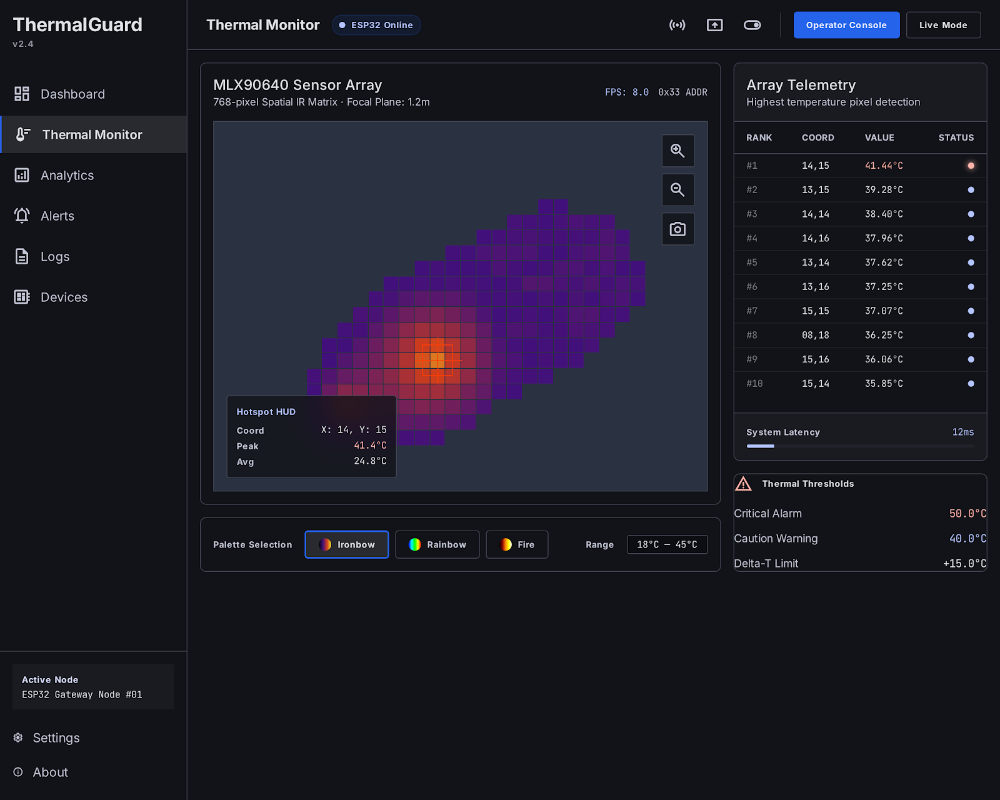 ThermalGuard
v2.4
Dashboard
Thermal Monitor
Analytics
Alerts
Logs
Devices
Active Node
ESP32 Gateway Node #01
Settings
About
Thermal Monitor
ESP32 Online
Operator Console
Live Mode
MLX90640 Sensor Array
768-pixel Spatial IR Matrix · Focal Plane: 1.2m
FPS: 8.0 0x33 ADDR
Hotspot HUD
Coord X: 14, Y: 15
Peak 41.4°C
Avg 24.8°C
Palette Selection
Ironbow
Rainbow
Fire
Range
18°C — 45°C
Array Telemetry
Highest temperature pixel detection
RANK COORD VALUE STATUS
#1 14,15 41.44°C
#2 13,15 39.28°C
#3 14,14 38.40°C
#4 14,16 37.96°C
#5 13,14 37.62°C
#6 13,16 37.25°C
#7 15,15 37.07°C
#8 08,18 36.25°C
#9 15,16 36.06°C
#10 15,14 35.85°C
System Latency 12ms
Thermal Thresholds
Critical Alarm 50.0°C
Caution Warning 40.0°C
Delta-T Limit +15.0°C